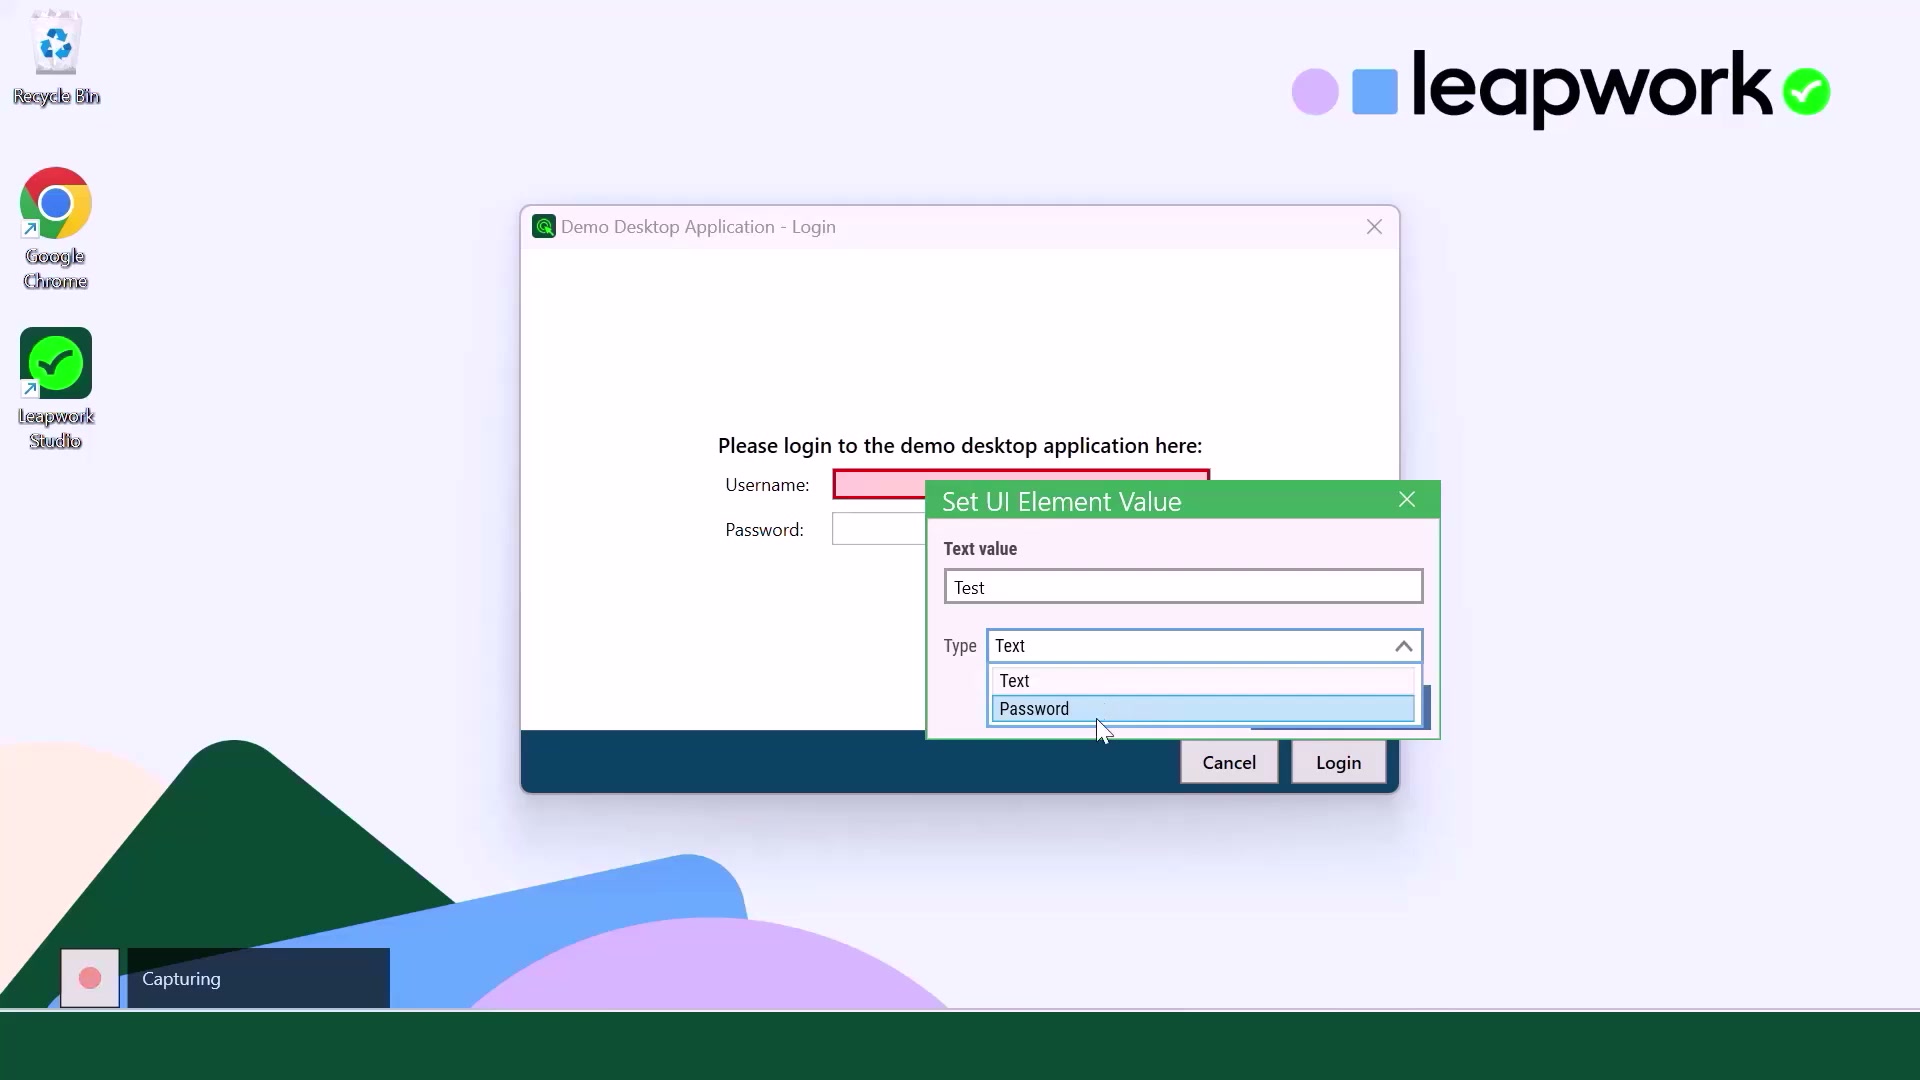 Recycle Bin
Google
Chrome
Leapwork
Studio
leapwork
Demo Desktop Application - Login
Please login to the demo desktop application here:
Username:
Password:
Set UI Element Value
Text value
Test
Type Text
Text
Password
Cancel Login
Capturing